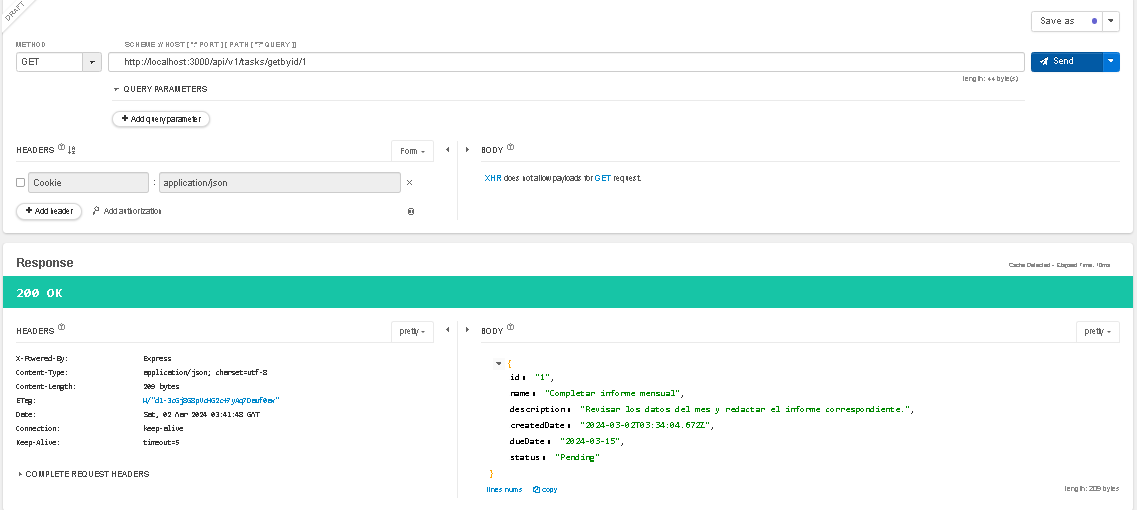 DRAFT
Save as
METHOD
SCHEME :// HOST [ ":" PORT ] [ PATH [ "?" QUERY ]]
GET
http://localhost:3000/api/v1/tasks/getbyid/1
Send
length: 44 byte(s)
QUERY PARAMETERS
+ Add query parameter
HEADERS
Form
BODY
Cookie : application/json
XHR does not allow payloads for GET request.
+ Add header
Add authorization
Response
Cache Detected - Elapsed Time: 10ms
200 OK
HEADERS
pretty
BODY
pretty
X-Powered-By: Express
Content-Type: application/json; charset=utf-8
Content-Length: 209 bytes
ETag:
Date: Sat, 02 Mar 2024 03:41:48 GMT
Connection: keep-alive
Keep-Alive: timeout=5
COMPLETE REQUEST HEADERS
{
id: "1",
name: "Completar informe mensual",
description: "Revisar los datos del mes y redactar el informe correspondiente.",
createdDate: "2024-03-02T03:34:04.672Z",
dueDate: "2024-03-15",
status: "Pending"
}
lines nums
copy
length: 209 bytes